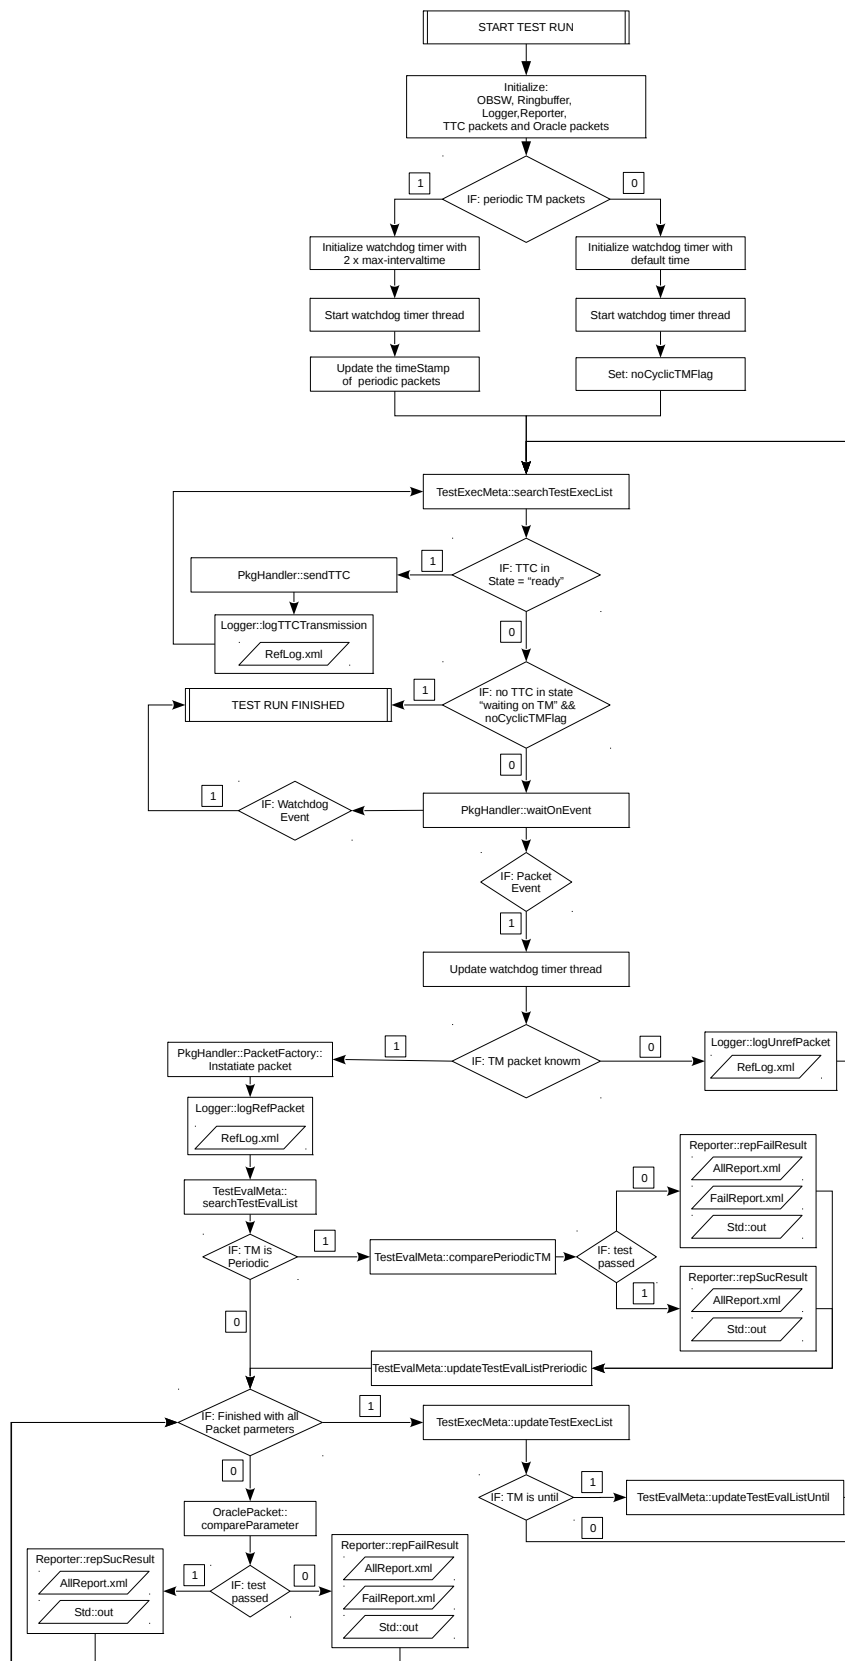 START TEST RUN
Initialize:
OBSW, Ringbuffer,
Logger,Reporter,
TTC packets and Oracle packets
IF: periodic TM packets
1
0
Initialize watchdog timer with
2 x max-intervaltime
Initialize watchdog timer with
default time
Start watchdog timer thread
Start watchdog timer thread
Update the timeStamp
of periodic packets
Set: noCyclicTMFlag
TestExecMeta::searchTestExecList
IF: TTC in
State = “ready”
1
PkgHandler::sendTTC
Logger::logTTCTransmission
RefLog.xml
0
IF: no TTC in state
“waiting on TM” &&
noCyclicTMFlag
1
TEST RUN FINISHED
0
PkgHandler::waitOnEvent
IF: Watchdog
Event
1
IF: Packet
Event
1
Update watchdog timer thread
IF: TM packet knowm
1
0
PkgHandler::PacketFactory::
Instatiate packet
Logger::logUnrefPacket
RefLog.xml
Logger::logRefPacket
RefLog.xml
TestEvalMeta::
searchTestEvalList
IF: TM is
Periodic
1
TestEvalMeta::comparePeriodicTM
IF: test
passed
0
Reporter::repFailResult
AllReport.xml
FailReport.xml
Std::out
1
Reporter::repSucResult
AllReport.xml
Std::out
0
TestEvalMeta::updateTestEvalListPreriodic
IF: Finished with all
Packet parmeters
1
TestExecMeta::updateTestExecList
0
IF: TM is until
1
TestEvalMeta::updateTestEvalListUntil
0
OraclePacket::
compareParameter
IF: test
passed
1
0
Reporter::repSucResult
AllReport.xml
Std::out
Reporter::repFailResult
AllReport.xml
FailReport.xml
Std::out